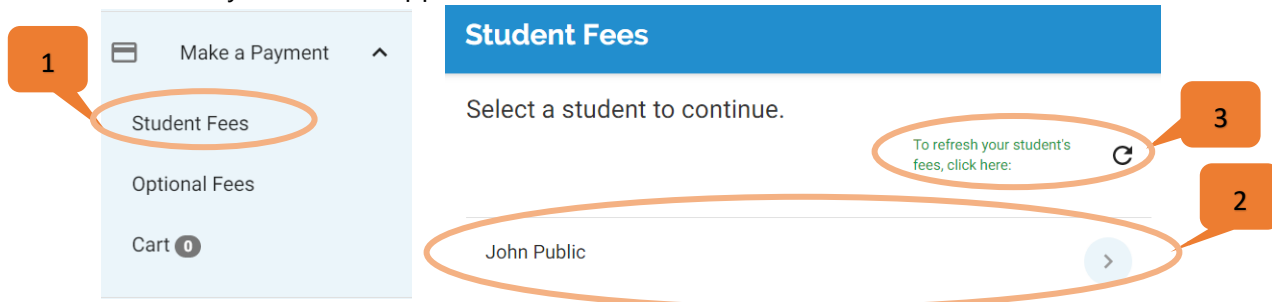 1
Make a Payment
Student Fees
Optional Fees
Cart 0
Student Fees
Select a student to continue.
3
To refresh your student's
fees, click here:
2
John Public